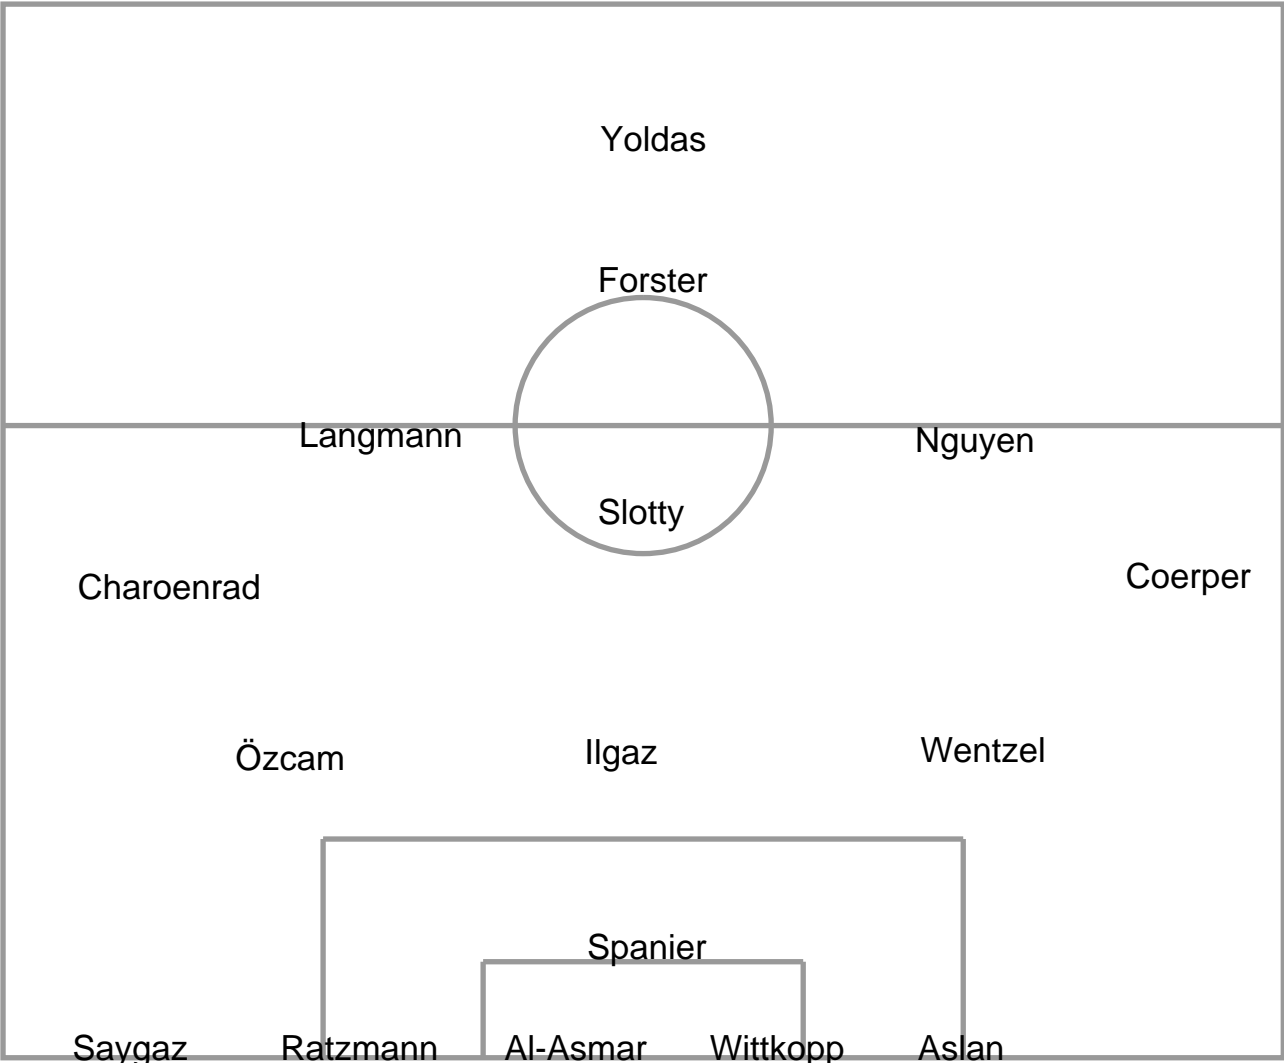 Yoldas
Forster
Langmann Nguyen
Slotty
Charoenrad Coerper
Özcam Ilgaz Wentzel
Spanier
Saygaz Ratzmann Al-Asmar Wittkopp Aslan